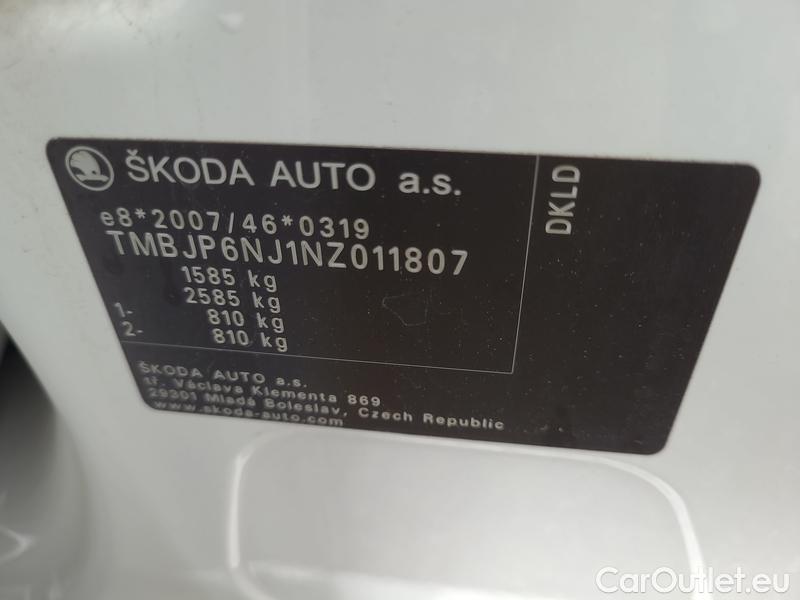 ŠKODA AUTO a.s.
e8*2007/46*0319
TMBJP6NJ1NZ011807
1585 kg
2585 kg
1- 810 kg
2- 810 kg
DKLD
ŠKODA AUTO a.s.
tř. Václava Klementa 869
29301 Mladá Boleslav, Czech Republic
www.skoda-auto.com
CarOutlet.eu